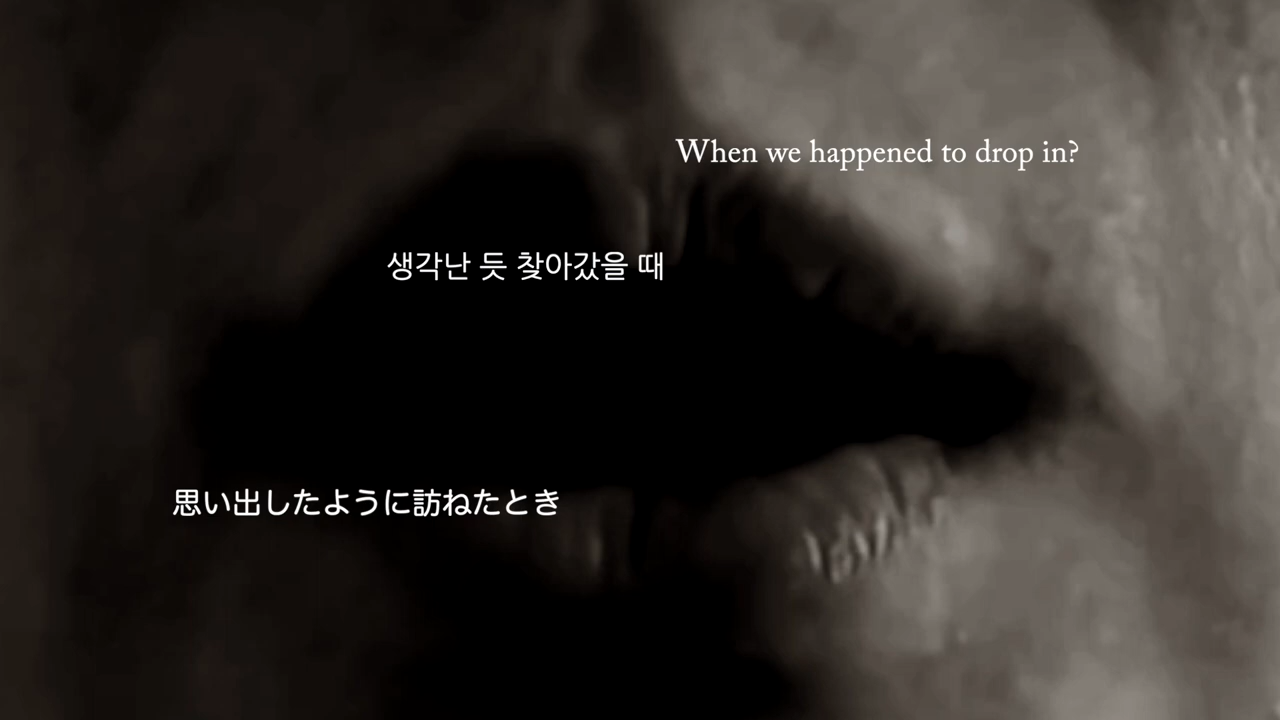 When we happened to drop in?
생각난 듯 찾아갔을 때
思い出したように訪ねたとき